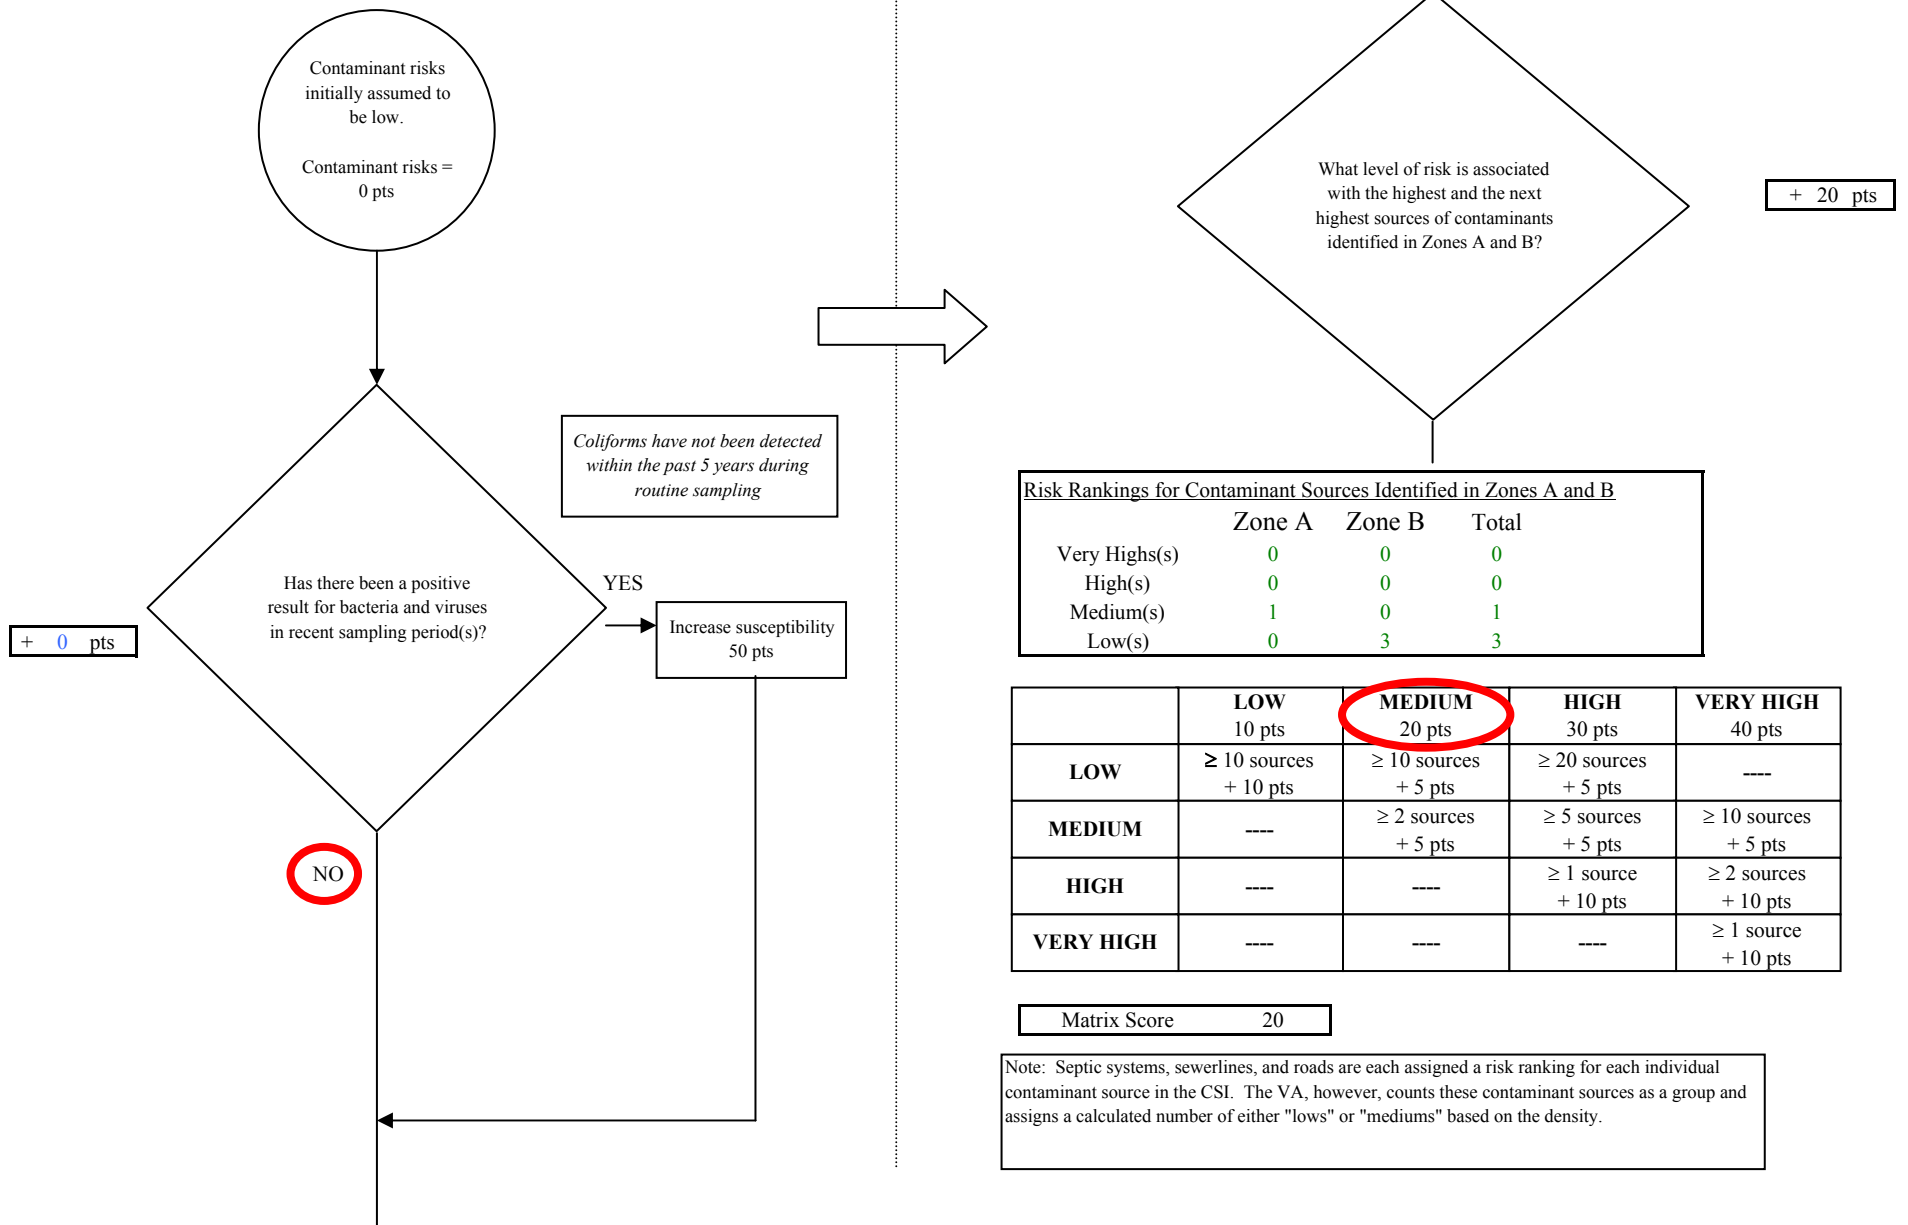 Contaminant risks
initially assumed to
be low.
Contaminant risks =
0 pts
Coliforms have not been detected
within the past 5 years during
routine sampling
Has there been a positive
result for bacteria and viruses
in recent sampling period(s)?
YES
Increase susceptibility
50 pts
+ 0 pts
NO
What level of risk is associated
with the highest and the next
highest sources of contaminants
identified in Zones A and B?
+ 20 pts
Risk Rankings for Contaminant Sources Identified in Zones A and B
Zone A Zone B Total
Very Highs(s) 0 0 0
High(s) 0 0 0
Medium(s) 1 0 1
Low(s) 0 3 3
LOW MEDIUM HIGH VERY HIGH
10 pts 20 pts 30 pts 40 pts
LOW ≥ 10 sources ≥ 10 sources ≥ 20 sources ----
+ 10 pts + 5 pts + 5 pts
MEDIUM ---- ≥ 2 sources ≥ 5 sources ≥ 10 sources
+ 5 pts + 5 pts + 5 pts
HIGH ---- ---- ≥ 1 source ≥ 2 sources
+ 10 pts + 10 pts
VERY HIGH ---- ---- ---- ≥ 1 source
+ 10 pts
Matrix Score 20
Note: Septic systems, sewerlines, and roads are each assigned a risk ranking for each individual
contaminant source in the CSI. The VA, however, counts these contaminant sources as a group and
assigns a calculated number of either "lows" or "mediums" based on the density.